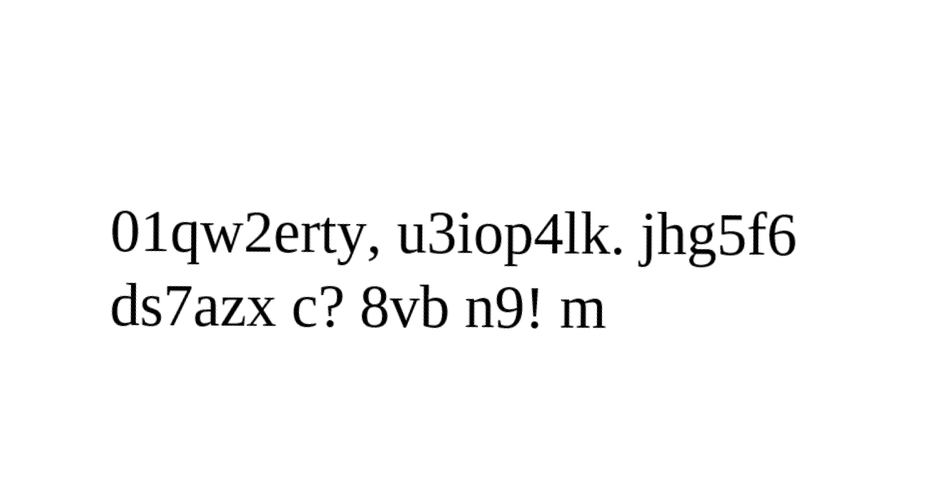 01qw2erty, u3iop4lk. jhg5f6
ds7azx c? 8vb n9! m